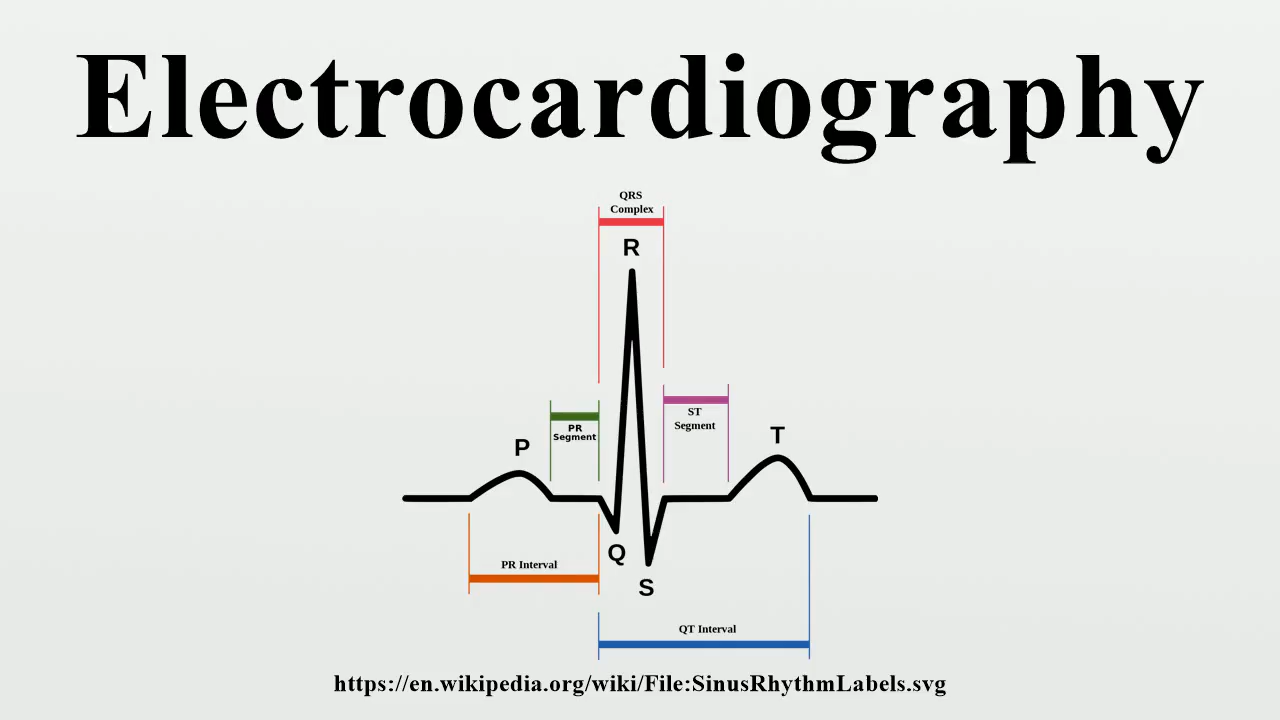 Electrocardiography
QRS
Complex
R
ST
Segment
PR
Segment
T
P
Q
PR Interval
S
QT Interval
https://en.wikipedia.org/wiki/File:SinusRhythmLabels.svg